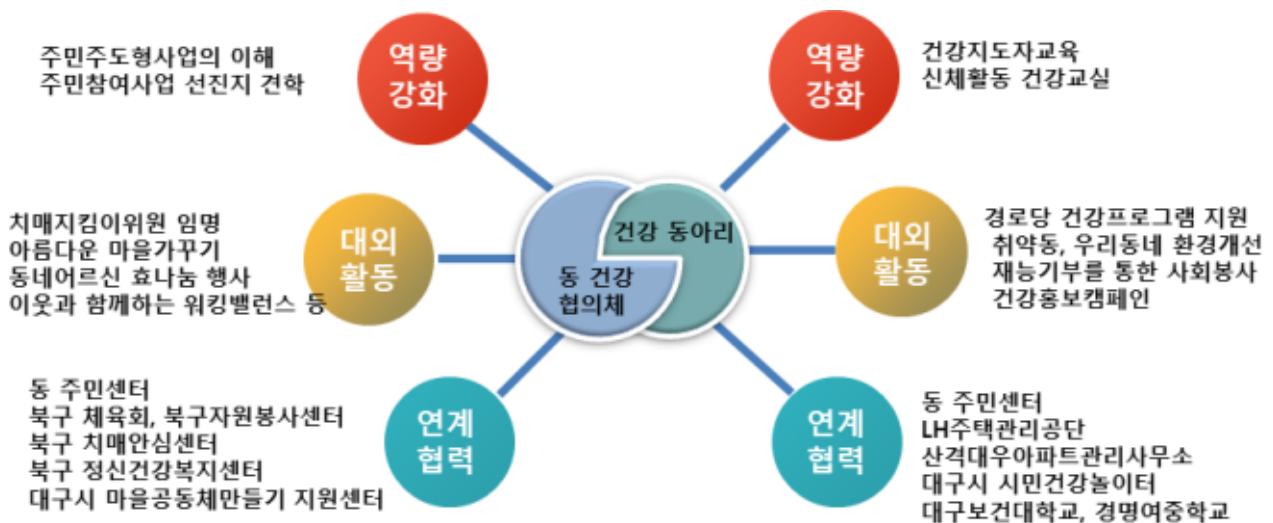 주민주도형사업의 이해
주민참여사업 선진지 견학
역량
강화
역량
강화
건강지도자교육
신체활동 건강교실
치매지킴이위원 임명
아름다운 마을가꾸기
동네어르신 효나눔 행사
이웃과 함께하는 워킹밸런스 등
대외
활동
동 건강
협의체
건강 동아리
대외
활동
경로당 건강프로그램 지원
취약동, 우리동네 환경개선
재능기부를 통한 사회봉사
건강홍보캠페인
동 주민센터
북구 체육회, 북구자원봉사센터
북구 치매안심센터
북구 정신건강복지센터
대구시 마을공동체만들기 지원센터
연계
협력
연계
협력
동 주민센터
LH주택관리공단
산격대우아파트관리사무소
대구시 시민건강놀이터
대구보건대학교, 경명여중학교